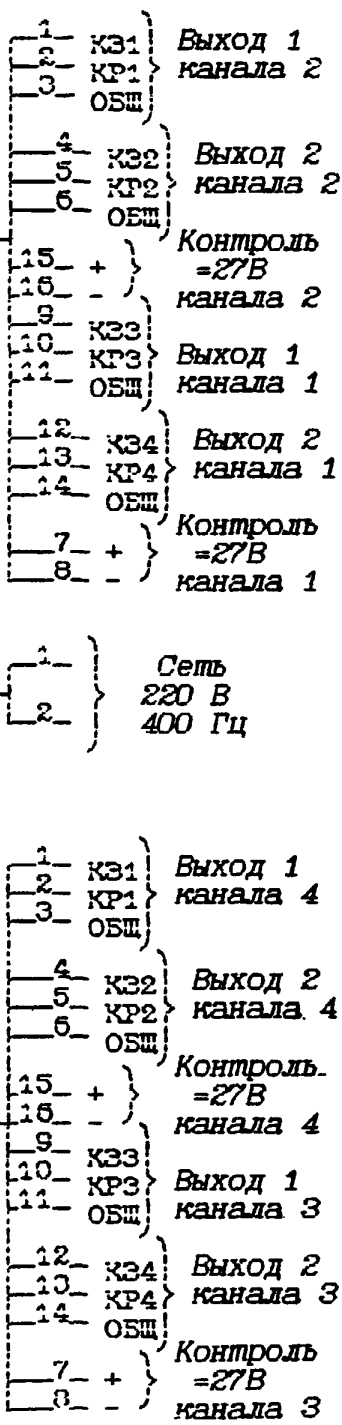 1 КЗ1 Выход 1
2 КР1 канала 2
3 ОБЩ
4 КЗ2 Выход 2
5 КР2 канала 2
6 ОБЩ
Контроль
15 + =27В
16 - канала 2
9 КЗ3
10 КР3 Выход 1
11 ОБЩ канала 1
12 КЗ4 Выход 2
13 КР4 канала 1
14 ОБЩ
Контроль
7 + =27В
8 - канала 1
1 Сеть
220 В
2 400 Гц
1 КЗ1 Выход 1
2 КР1 канала 4
3 ОБЩ
4 КЗ2 Выход 2
5 КР2 канала 4
6 ОБЩ
Контроль
15 + =27В
16 - канала 4
9 КЗ3
10 КР3 Выход 1
11 ОБЩ канала 3
12 КЗ4 Выход 2
13 КР4 канала 3
14 ОБЩ
Контроль
7 + =27В
8 - канала 3